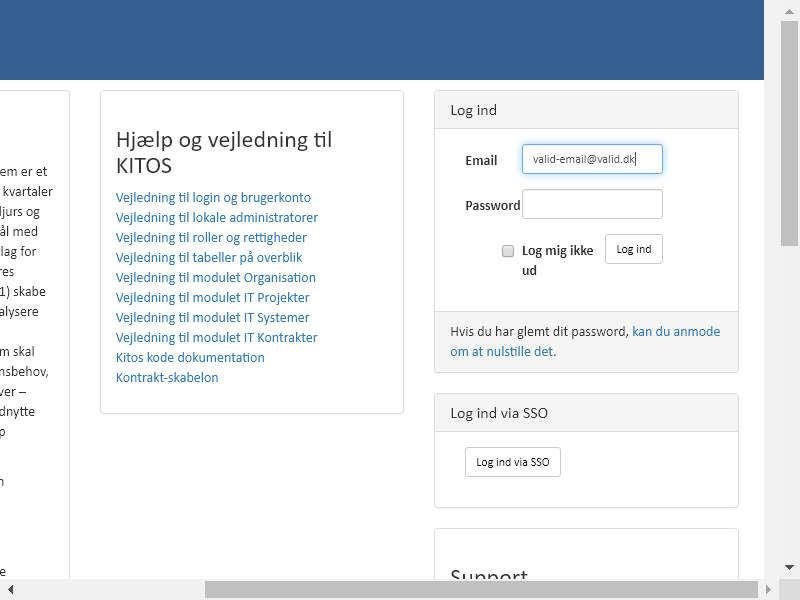 em er et
kvartaler
djurs og
ål med
lag for
res
1) skabe
alysere
m skal
nsbehov,
ver –
dnytte
p
n
e
Hjælp og vejledning til
KITOS
Vejledning til login og brugerkonto
Vejledning til lokale administratorer
Vejledning til roller og rettigheder
Vejledning til tabeller på overblik
Vejledning til modulet Organisation
Vejledning til modulet IT Projekter
Vejledning til modulet IT Systemer
Vejledning til modulet IT Kontrakter
Kitos kode dokumentation
Kontrakt-skabelon
Log ind
Email valid-email@valid.dk
Password
Log mig ikke
ud
Log ind
Hvis du har glemt dit password, kan du anmode
om at nulstille det.
Log ind via SSO
Log ind via SSO
Support